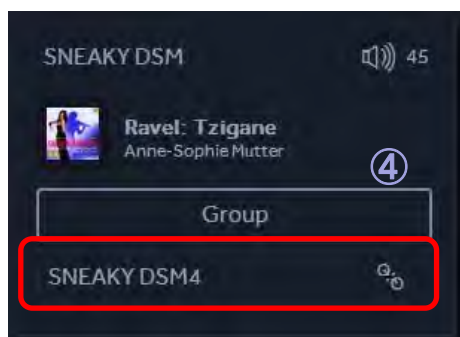 SNEAKY DSM 45
Ravel: Tzigane
Anne-Sophie Mutter
④
Group
SNEAKY DSM4